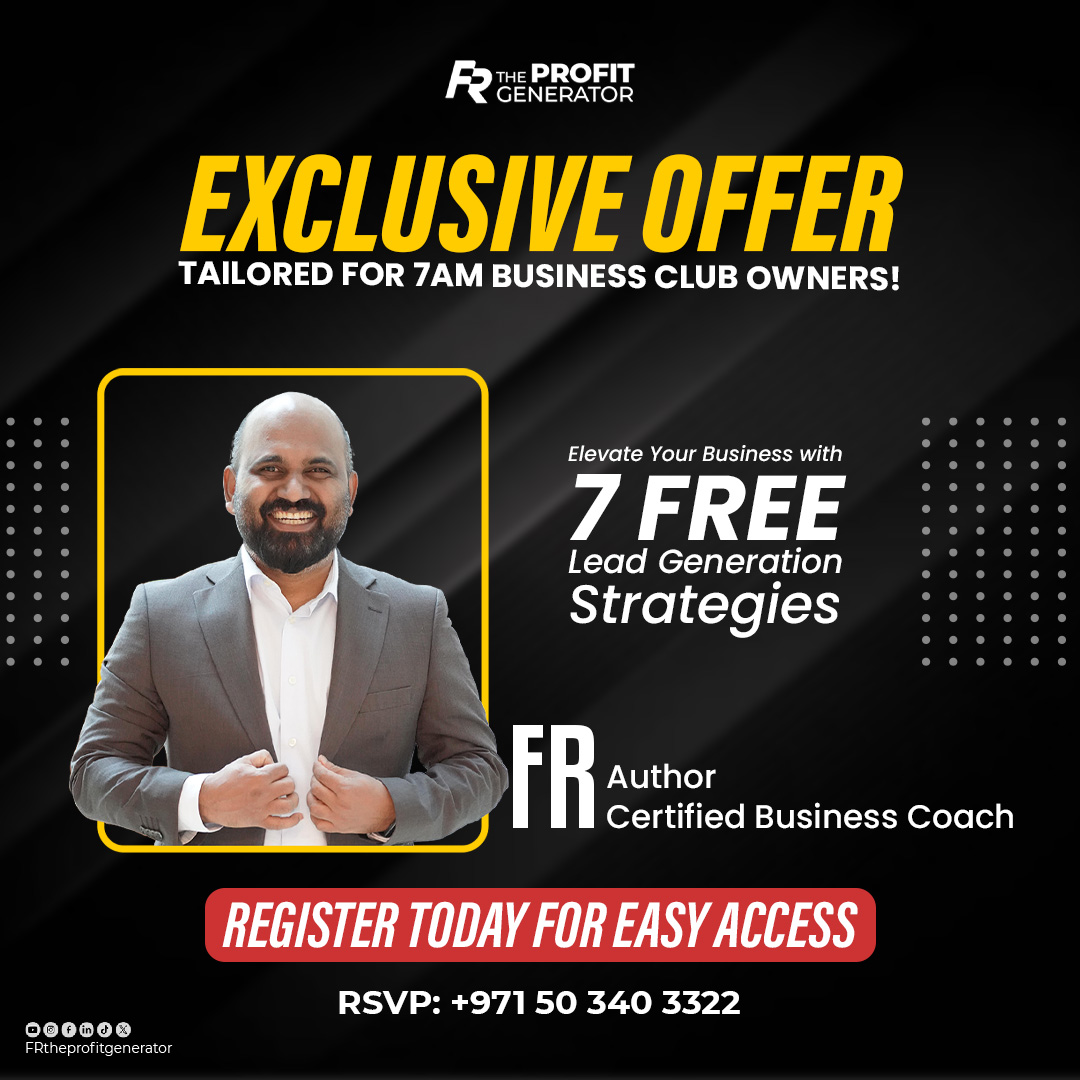 FR THE PROFIT
GENERATOR
EXCLUSIVE OFFER
TAILORED FOR 7AM BUSINESS CLUB OWNERS!
Elevate Your Business with
7 FREE
Lead Generation
Strategies
FR
Author
Certified Business Coach
REGISTER TODAY FOR EASY ACCESS
RSVP: +971 50 340 3322
FRtheprofitgenerator